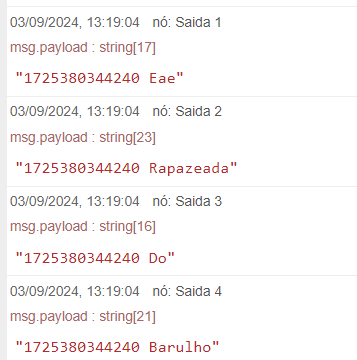 03/09/2024, 13:19:04 nó: Saida 1
msg.payload : string[17]
"1725380344240 Eae"
03/09/2024, 13:19:04 nó: Saida 2
msg.payload : string[23]
"1725380344240 Rapazeada"
03/09/2024, 13:19:04 nó: Saida 3
msg.payload : string[16]
"1725380344240 Do"
03/09/2024, 13:19:04 nó: Saida 4
msg.payload : string[21]
"1725380344240 Barulho"